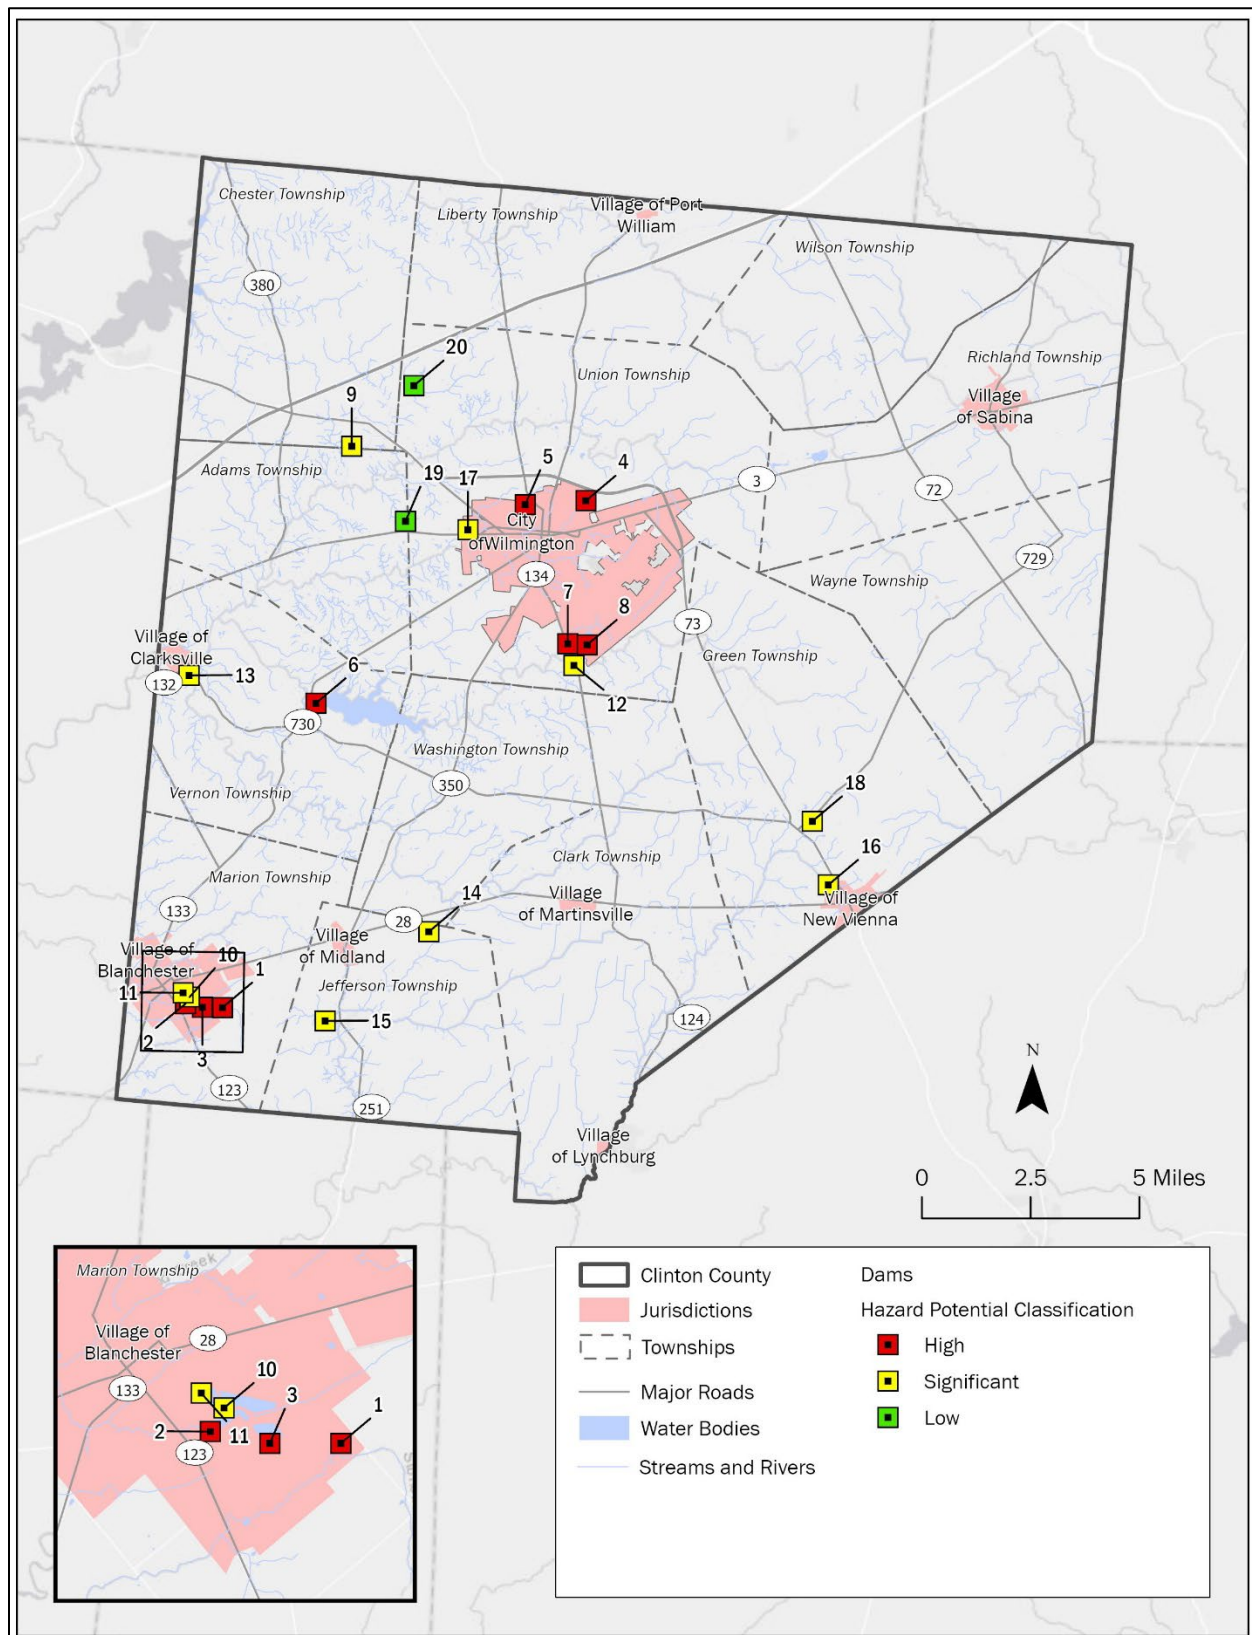 Chester Township
Liberty Township
Village of Port
William
Wilson Township
380
Richland Township
20
Union Township
Village
of Sabina
9
Adams Township
19
17
5
4
3
72
City
ofWilmington
729
134
Wayne Township
7
8
73
Village of
Clarksville
Green Township
6
13
132
12
730
Washington Township
350
Vernon Township
18
Clark Township
Marion Township
16
14
Village
of Martinsville
Village of
New Vienna
133
28
Village of
Blanchester
10
1
Village
of Midland
Jefferson Township
11
15
2
3
124
N
123
251
Village
of Lynchburg
0 2.5 5 Miles
Marion Township
Village of
Blanchester
28
133
10
3
1
2
11
123
Clinton County
Jurisdictions
Townships
Major Roads
Water Bodies
Streams and Rivers
Dams
Hazard Potential Classification
High
Significant
Low